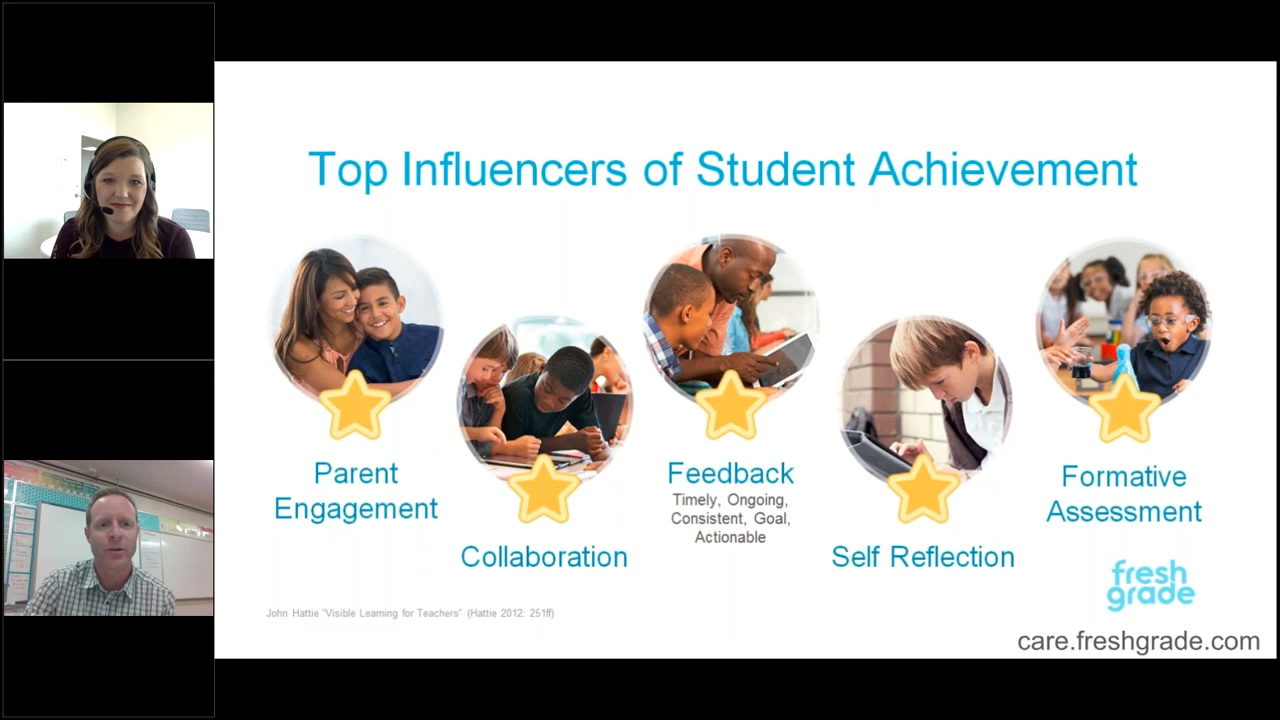 Top Influencers of Student Achievement
Parent
Engagement
Collaboration
Feedback
Timely, Ongoing,
Consistent, Goal,
Actionable
Self Reflection
Formative
Assessment
John Hattie "Visible Learning for Teachers" (Hattie 2012: 251ff)
fresh
grade
care.freshgrade.com